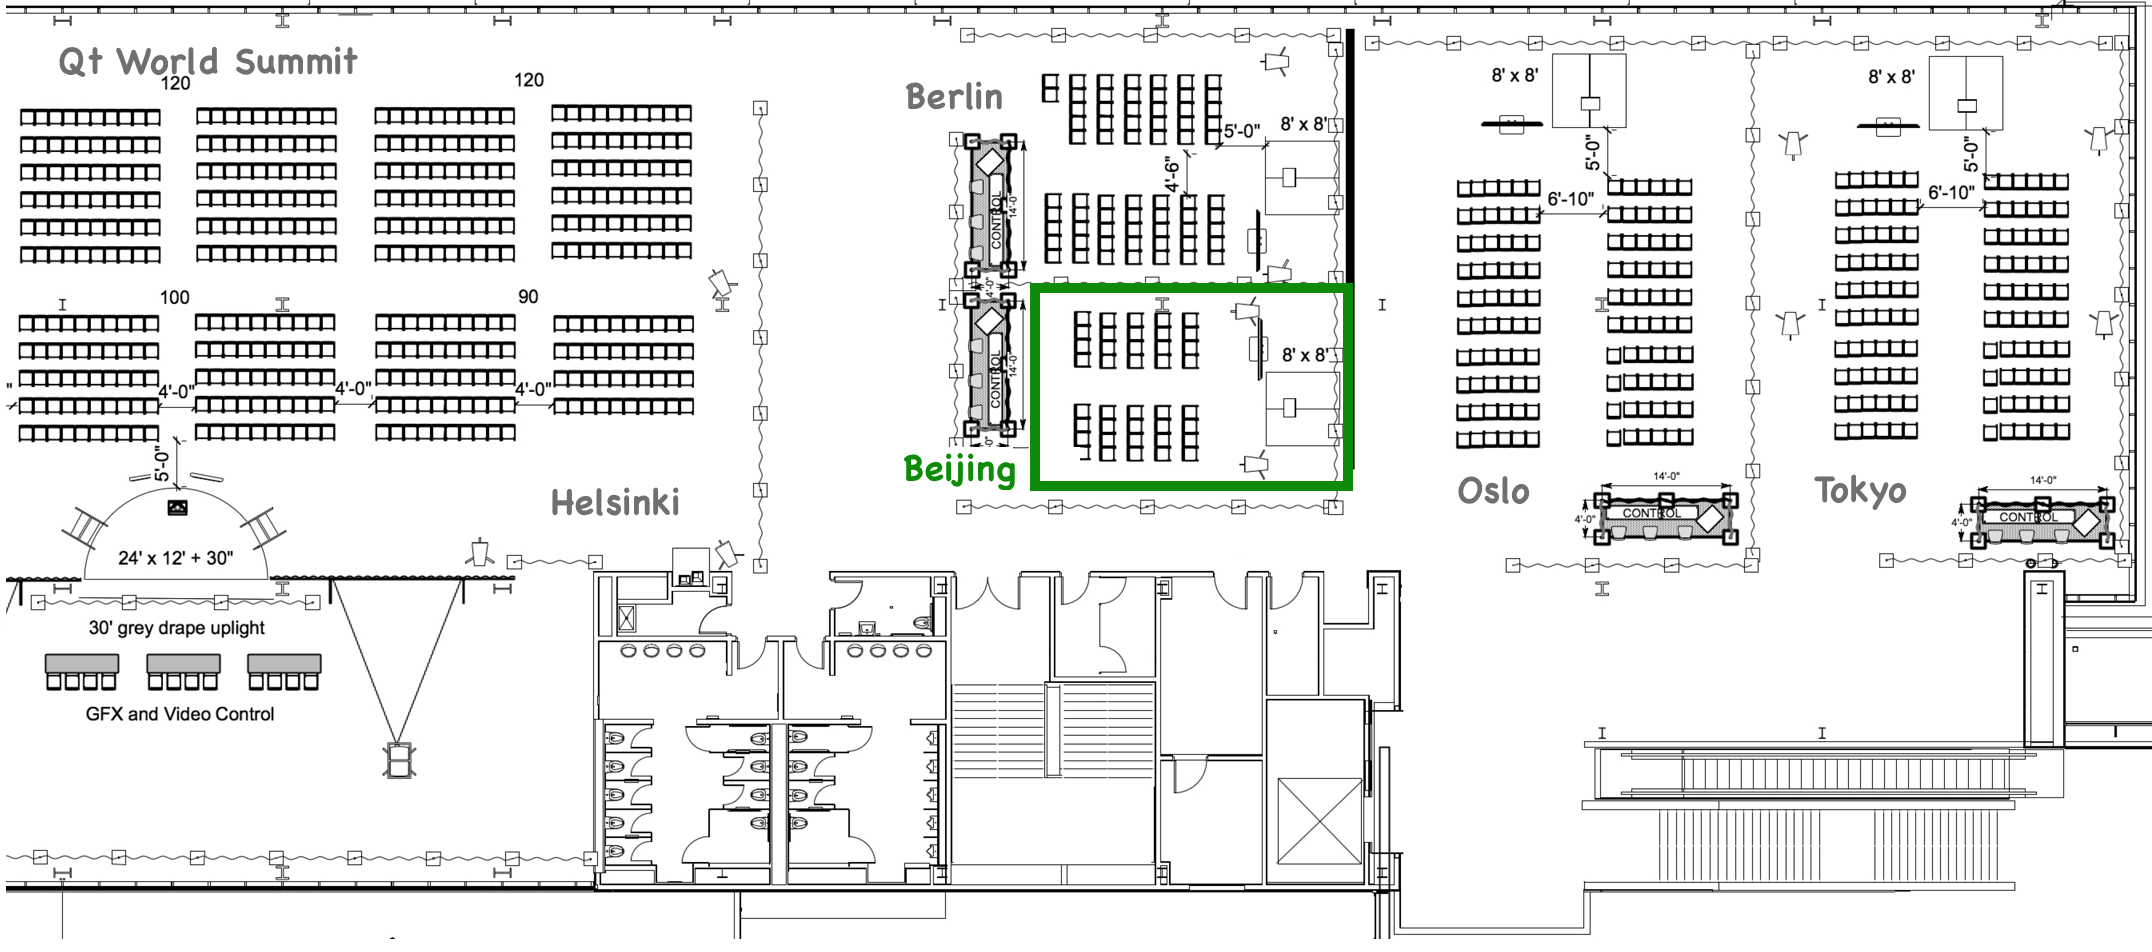 Qt World Summit
120
120
Berlin
8' x 8'
8' x 8'
5'-0"
8' x 8'
4'-6"
5'-0"
5'-0"
6'-10"
6'-10"
CONTROL
14'-0"
4'-0"
100
90
CONTROL
14'-0"
8' x 8'
4'-0"
4'-0"
4'-0"
5'-0"
Beijing
Helsinki
Oslo
Tokyo
14'-0"
14'-0"
4'-0"
CONTROL
4'-0"
CONTROL
24' x 12' + 30"
30' grey drape uplight
GFX and Video Control